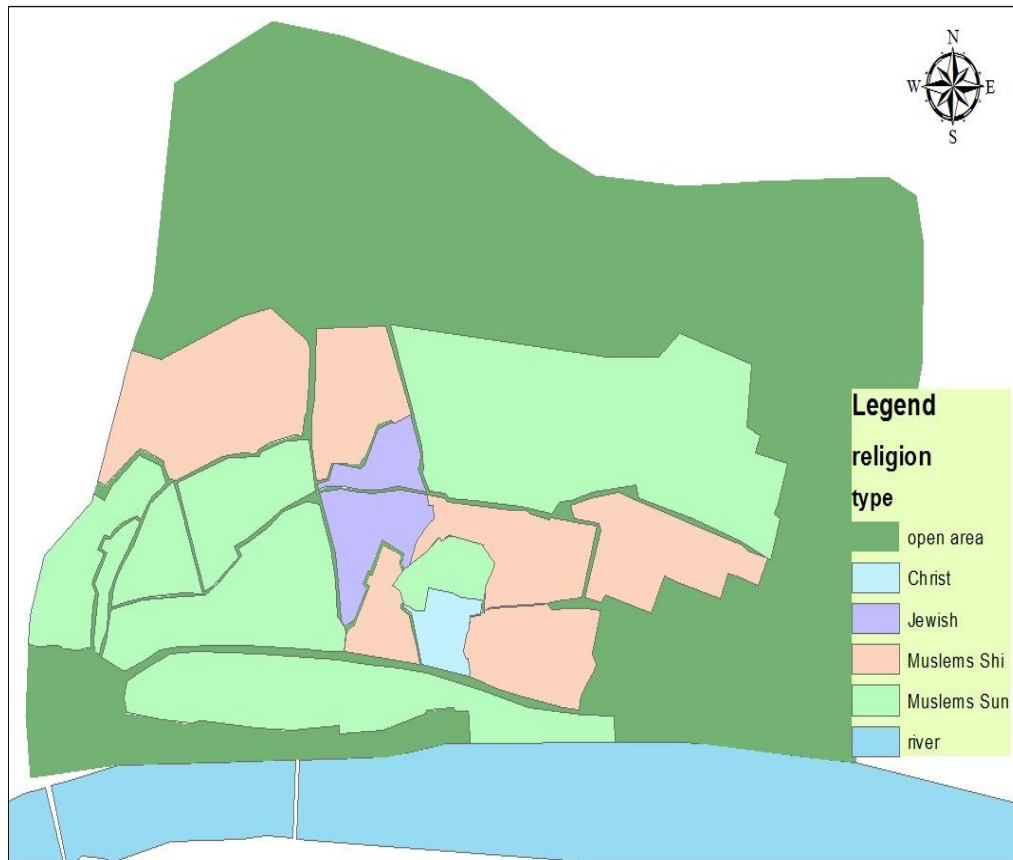 N
W E
S
Legend
religion
type
open area
Christ
Jewish
Muslems Shi
Muslems Sun
river